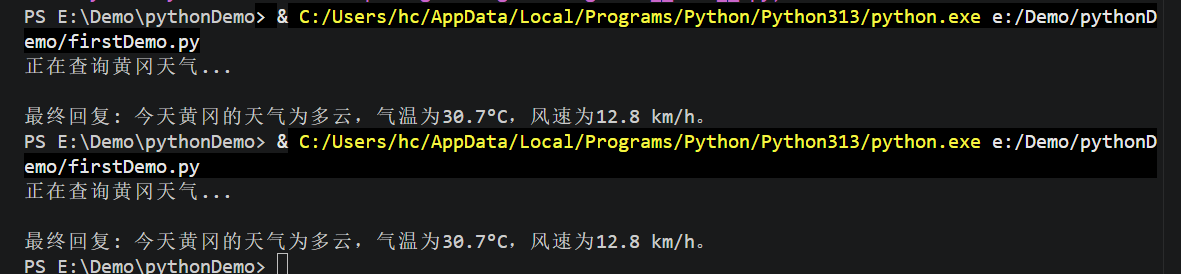 PS E:\Demo\pythonDemo> & C:/Users/hc/AppData/Local/Programs/Python/Python313/python.exe e:/Demo/pythonD
emo/firstDemo.py
正在查询黄冈天气...
最终回复: 今天黄冈的天气为多云，气温为30.7°C，风速为12.8 km/h。
PS E:\Demo\pythonDemo> & C:/Users/hc/AppData/Local/Programs/Python/Python313/python.exe e:/Demo/pythonD
emo/firstDemo.py
正在查询黄冈天气...
最终回复: 今天黄冈的天气为多云，气温为30.7°C，风速为12.8 km/h。
PS E:\Demo\pythonDemo>